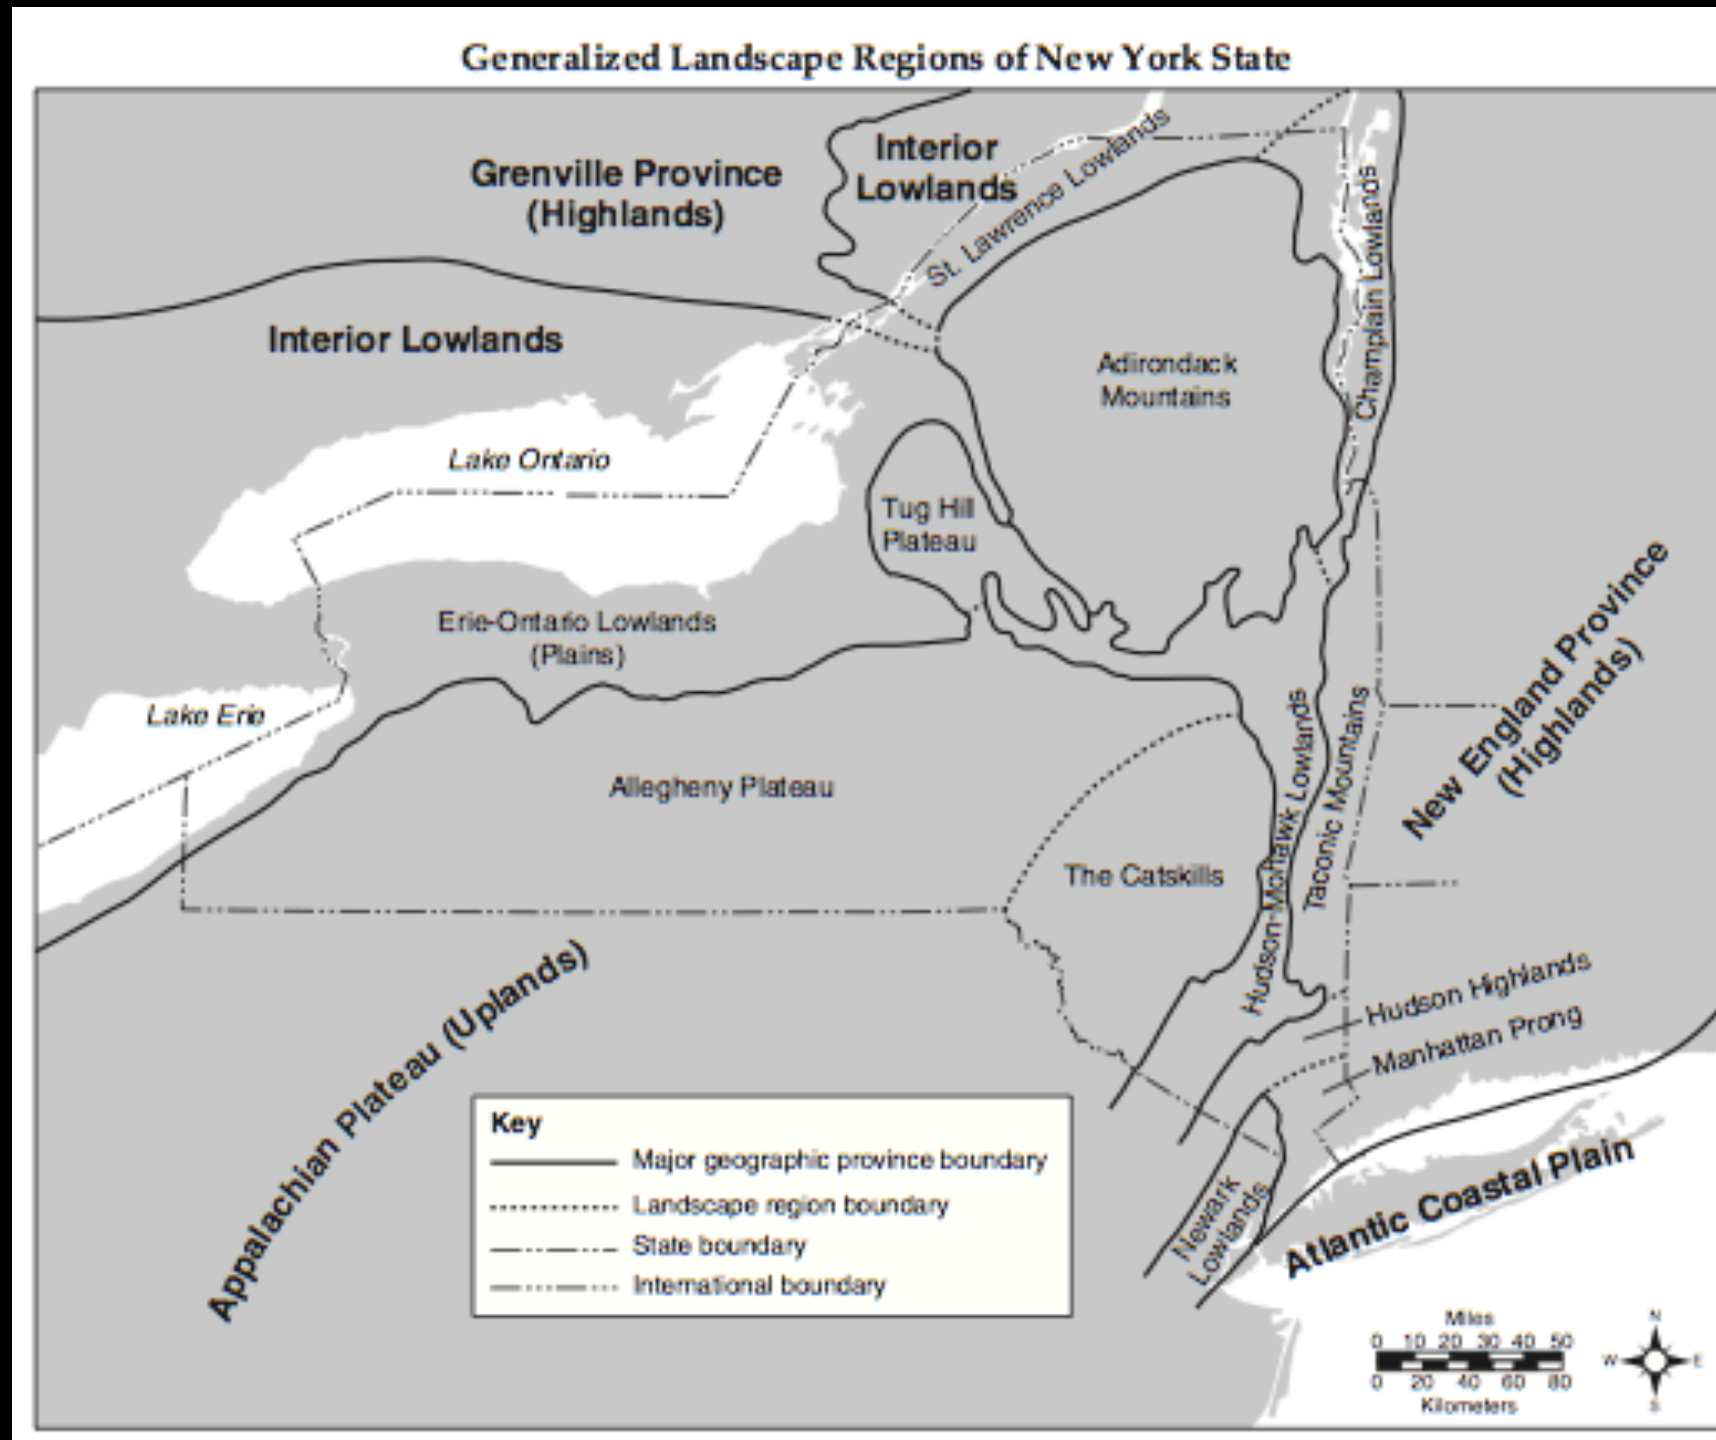 Generalized Landscape Regions of New York State
Grenville Province
(Highlands)
Interior
Lowlands
St. Lawrence Lowlands
Champlain Lowlands
Interior Lowlands
Adirondack
Mountains
Lake Ontario
Tug Hill
Plateau
Erie-Ontario Lowlands
(Plains)
Lake Erie
Allegheny Plateau
The Catskills
Hudson-Mohawk Lowlands
Taconic Mountains
New England Province
(Highlands)
Appalachian Plateau (Uplands)
Hudson Highlands
Manhattan Prong
Newark
Lowlands
Atlantic Coastal Plain
Key
Major geographic province boundary
Landscape region boundary
State boundary
International boundary
Miles
0 10 20 30 40 50
0 20 40 60 80
Kilometers
N
W E
S